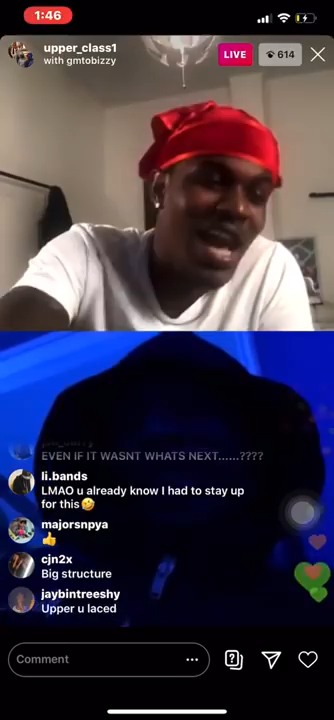 1:46
upper_class1
with gmtobizzy
LIVE
614
EVEN IF IT WASNT WHATS NEXT......????
li.bands
LMAO u already know I had to stay up
for this🤣
majorsnpya
👍
cjn2x
Big structure
jaybintreeshy
Upper u laced
Comment